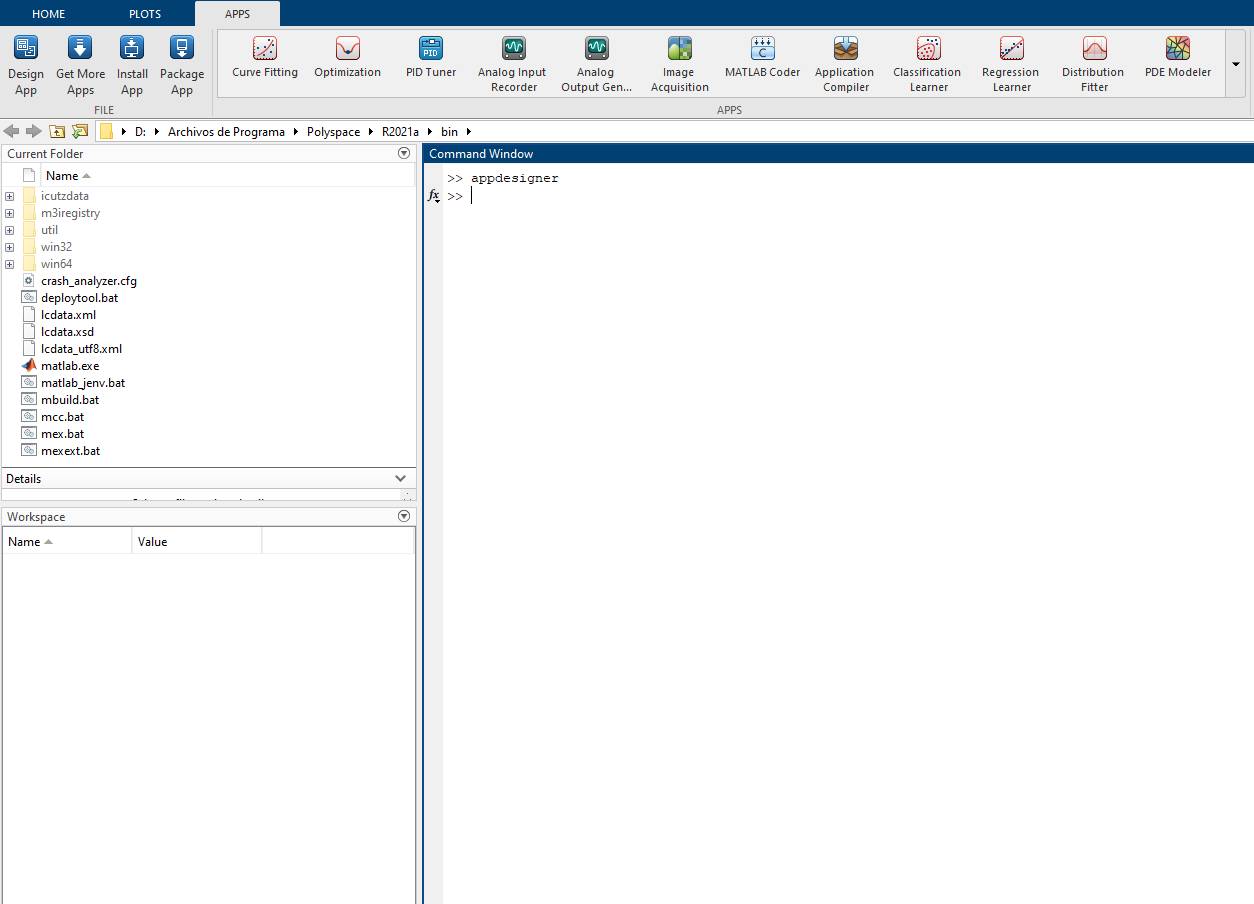 HOME PLOTS APPS
Design App
Get More Apps
Install App
Package App
FILE
Curve Fitting
Optimization
PID
PID Tuner
Analog Input Recorder
Analog Output Gen...
Image Acquisition
C
MATLAB Coder
Application Compiler
Classification Learner
Regression Learner
Distribution Fitter
PDE Modeler
APPS
D: Archivos de Programa Polyspace R2021a bin
Current Folder
Name
icutzdata
m3iregistry
util
win32
win64
crash_analyzer.cfg
deploytool.bat
lcdata.xml
lcdata.xsd
lcdata_utf8.xml
matlab.exe
matlab_jenv.bat
mbuild.bat
mcc.bat
mex.bat
mexext.bat
Details
Workspace
Name Value
Command Window
>> appdesigner
fx >>